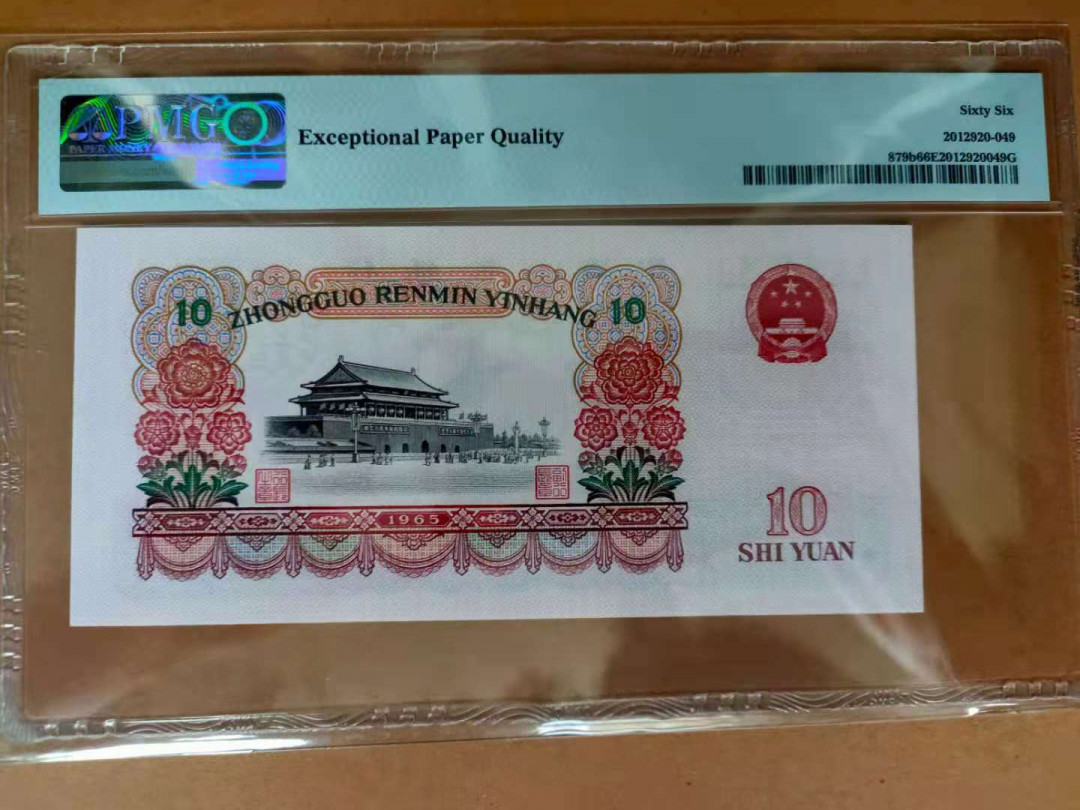 PMG
Exceptional Paper Quality
Sixty Six
2012920-049
879b66E2012920049G
10 ZHONGGUO RENMIN YINHANG 10
1965
10
SHI YUAN